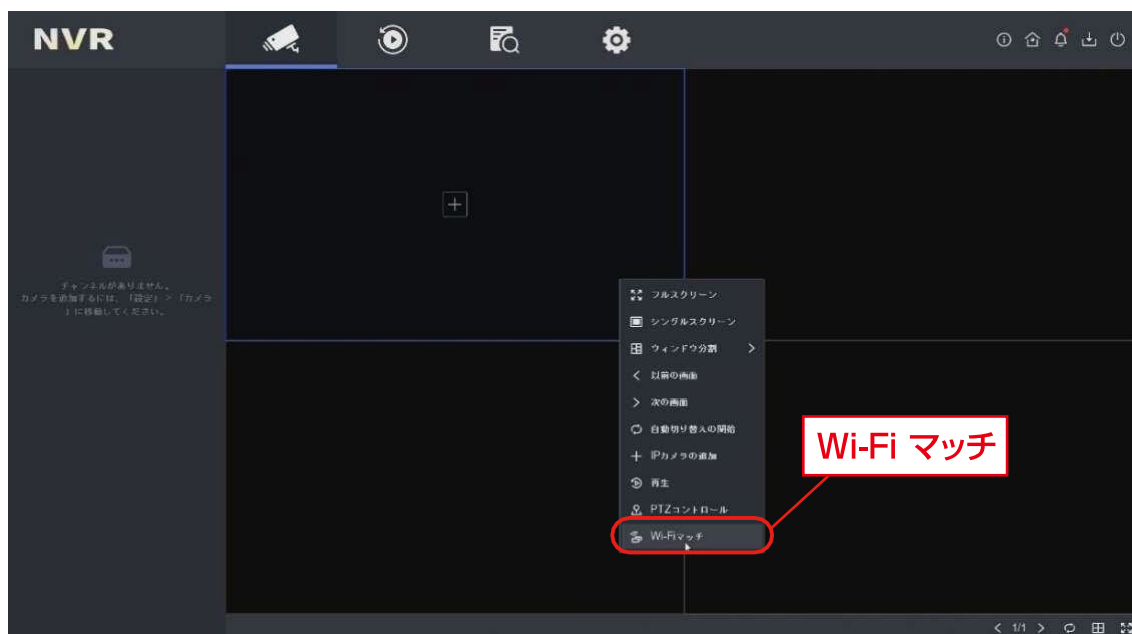 NVR
チャンネルがありません。
カメラを追加するには、「設定」>「カメラ
」に移動してください。
フルスクリーン
シングルスクリーン
ウィンドウ分割
以前の画面
次の画面
自動切り替えの開始
IPカメラの追加
再生
PTZコントロール
Wi-Fiマッチ
Wi-Fi マッチ
1/1